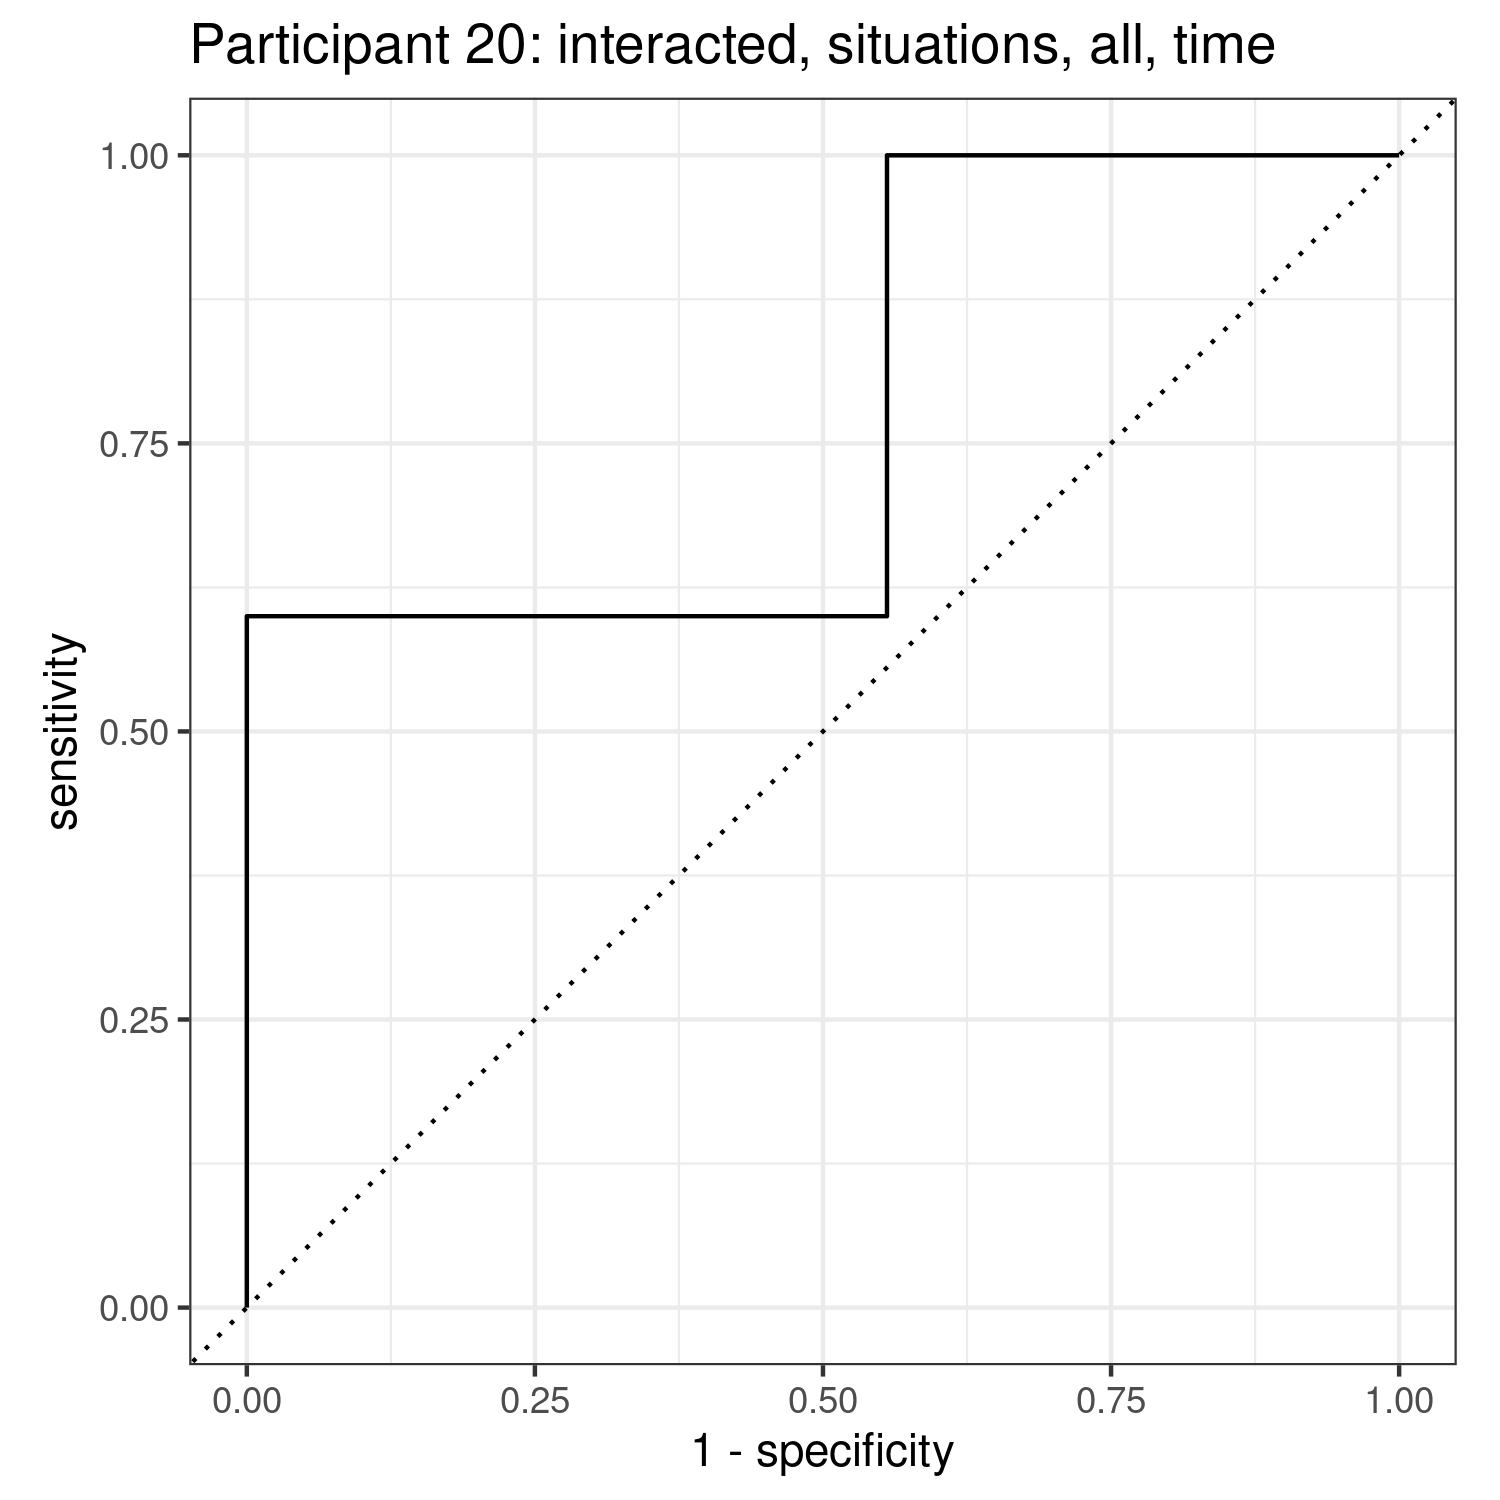 Participant 20: interacted, situations, all, time
1.00
0.75
0.50
0.25
0.00
sensitivity
0.00 0.25 0.50 0.75 1.00
1 - specificity